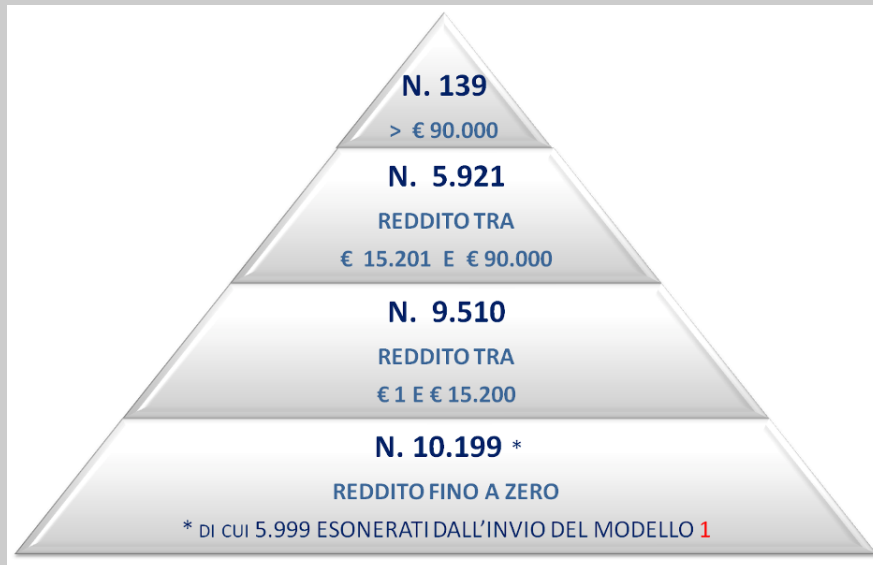 N. 139
> € 90.000
N. 5.921
REDDITO TRA
€ 15.201 E € 90.000
N. 9.510
REDDITO TRA
€ 1 E € 15.200
N. 10.199 *
REDDITO FINO A ZERO
* DI CUI 5.999 ESONERATI DALL'INVIO DEL MODELLO 1